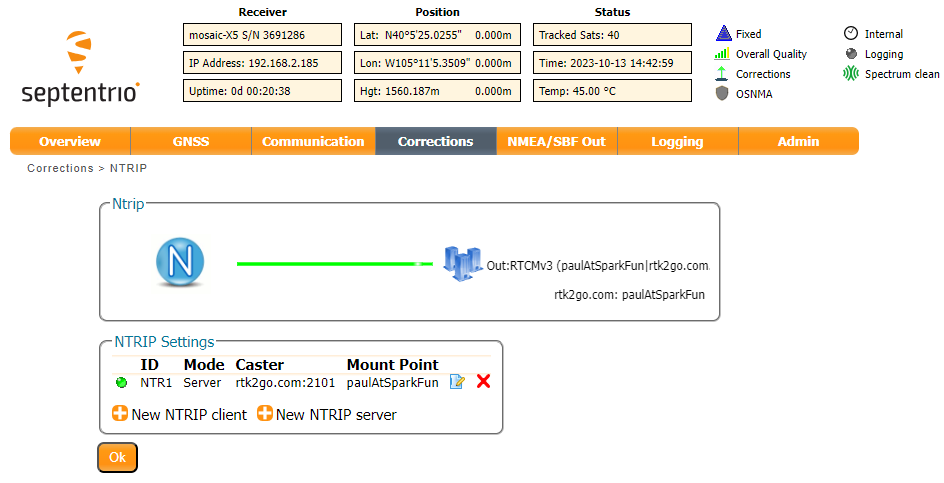 septentrio
Receiver
mosaic-X5 S/N 3691286
IP Address: 192.168.2.185
Uptime: 0d 00:20:38
Position
Lat: N40°5'25.0255" 0.000m
Lon: W105°11'5.3509" 0.000m
Hgt: 1560.187m 0.000m
Status
Tracked Sats: 40
Time: 2023-10-13 14:42:59
Temp: 45.00 °C
Fixed
Overall Quality
Corrections
OSNMA
Internal
Logging
Spectrum clean
Overview GNSS Communication Corrections NMEA/SBF Out Logging Admin
Corrections > NTRIP
Ntrip
N
Out:RTCMv3 (paulAtSparkFun|rtk2go.com
rtk2go.com: paulAtSparkFun
NTRIP Settings
ID Mode Caster Mount Point
NTR1 Server rtk2go.com:2101 paulAtSparkFun
New NTRIP client New NTRIP server
Ok